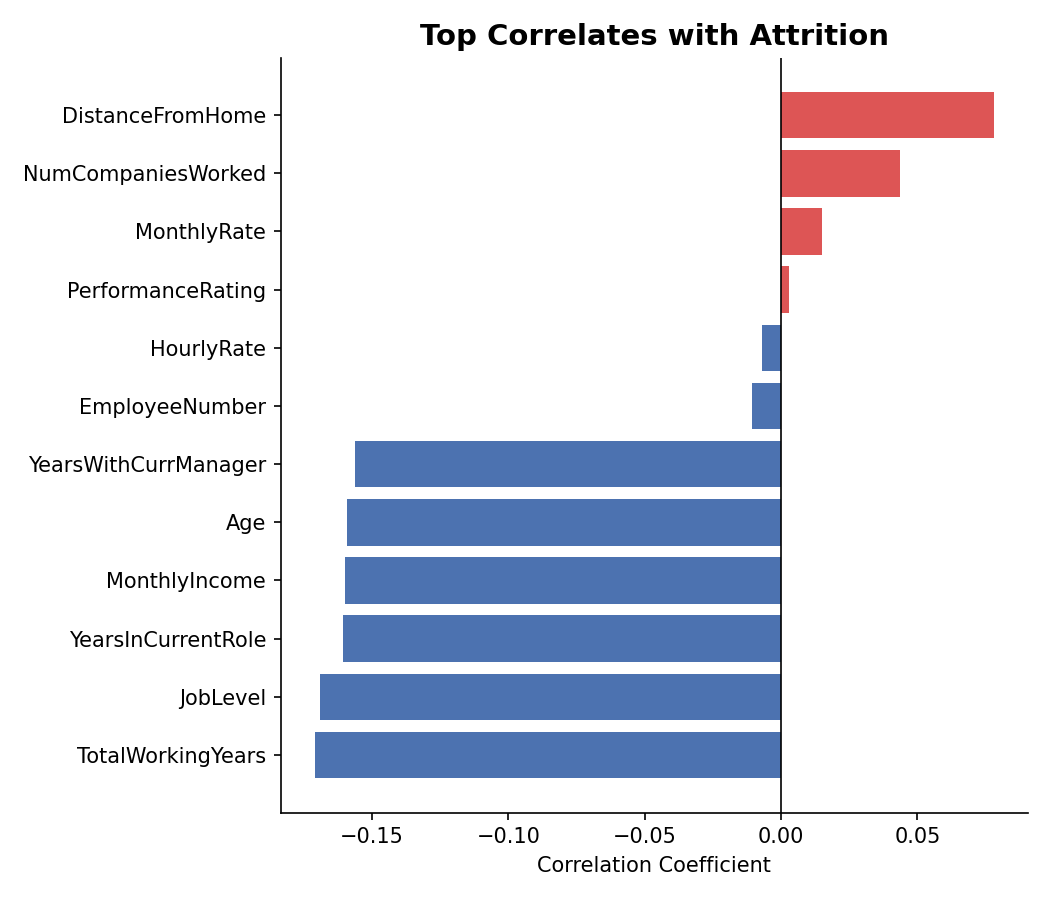 Top Correlates with Attrition
DistanceFromHome
NumCompaniesWorked
MonthlyRate
PerformanceRating
HourlyRate
EmployeeNumber
YearsWithCurrManager
Age
MonthlyIncome
YearsInCurrentRole
JobLevel
TotalWorkingYears
−0.15 −0.10 −0.05 0.00 0.05
Correlation Coefficient